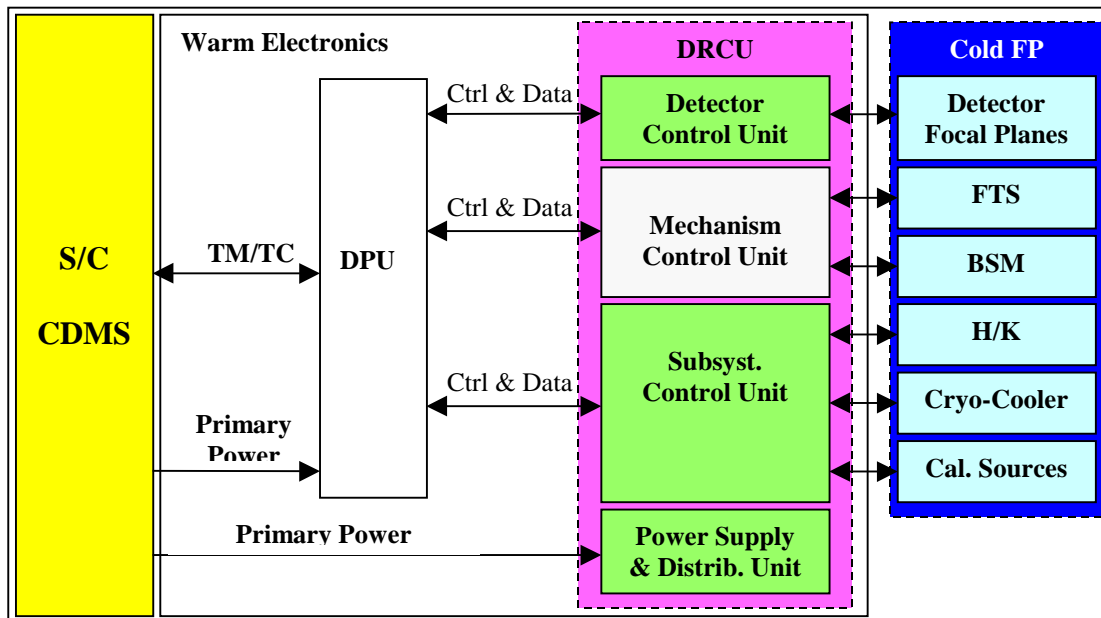 Warm Electronics
DRCU
Cold FP
S/C
CDMS
TM/TC
DPU
Ctrl & Data
Detector
Control Unit
Detector
Focal Planes
Ctrl & Data
Mechanism
Control Unit
FTS
BSM
Ctrl & Data
Subsyst.
Control Unit
H/K
Cryo-Cooler
Cal. Sources
Primary
Power
Primary Power
Power Supply
& Distrib. Unit